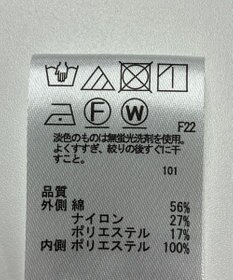 F W
F22
淡色のものは無蛍光洗剤を使用。
よくすすぎ、絞りの後すぐに干
すこと。
101
品質
外側 綿 56%
ナイロン 27%
ポリエステル 17%
内側 ポリエステル 100%